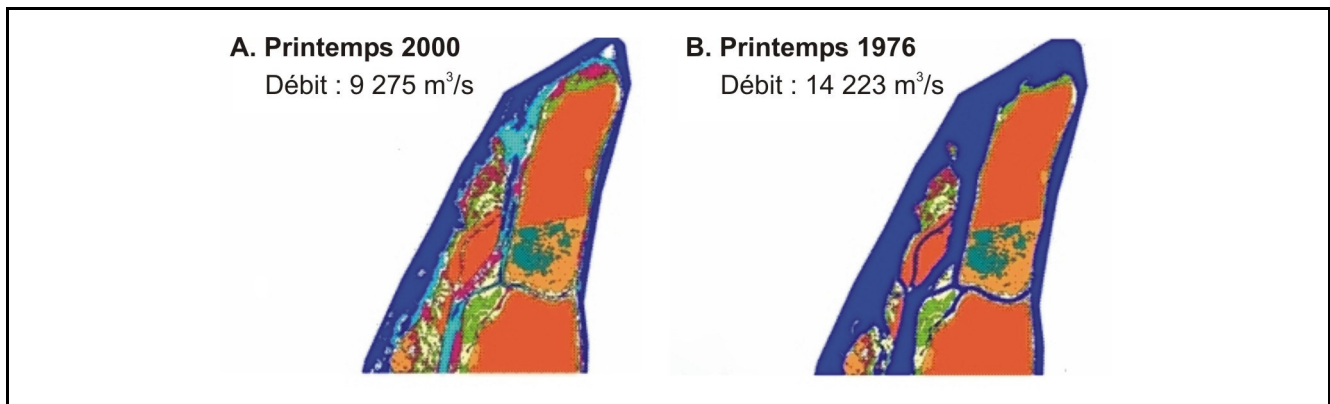 A. Printemps 2000
Débit : 9 275 m³/s
B. Printemps 1976
Débit : 14 223 m³/s